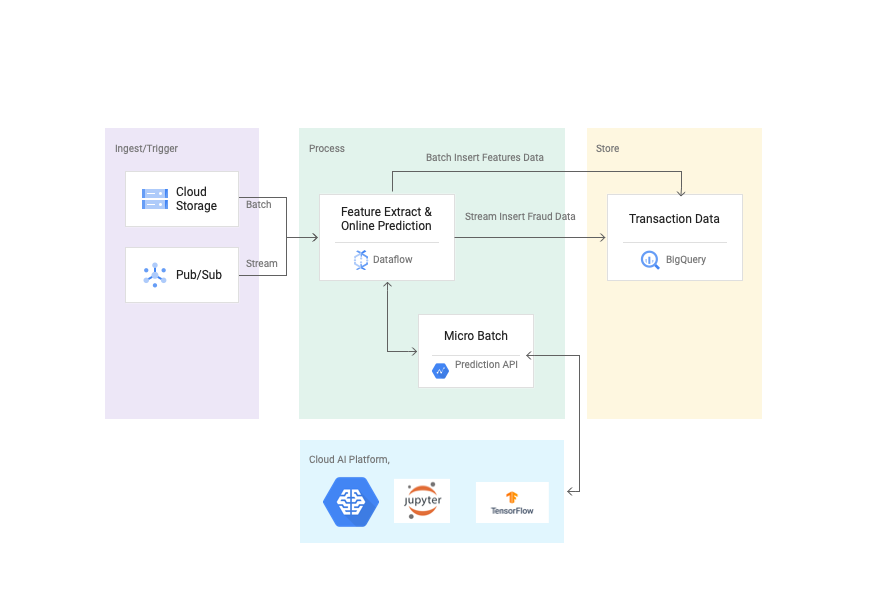 Ingest/Trigger
Cloud
Storage
Batch
Pub/Sub
Stream
Process
Batch Insert Features Data
Feature Extract &
Online Prediction
Dataflow
Stream Insert Fraud Data
Micro Batch
Prediction API
Store
Transaction Data
BigQuery
Cloud AI Platform,
jupyter
TensorFlow